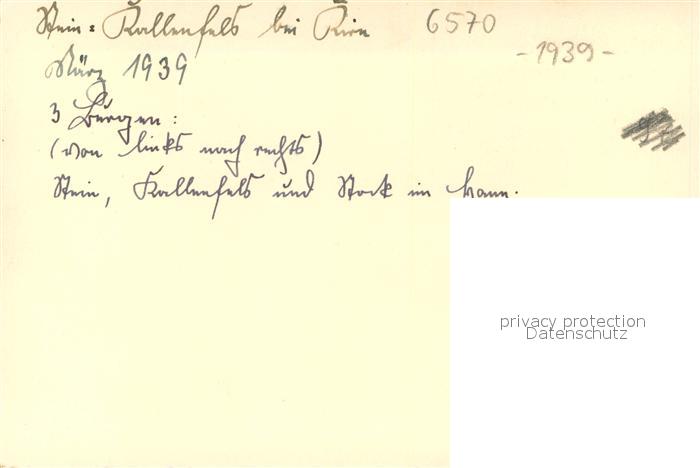 Stein-Kallenfels bei Kirn 6570
-1939-
März 1939
3 Burgen:
(von links nach rechts)
Stein, Kallenfels und Stock im Hann.
privacy protection
Datenschutz